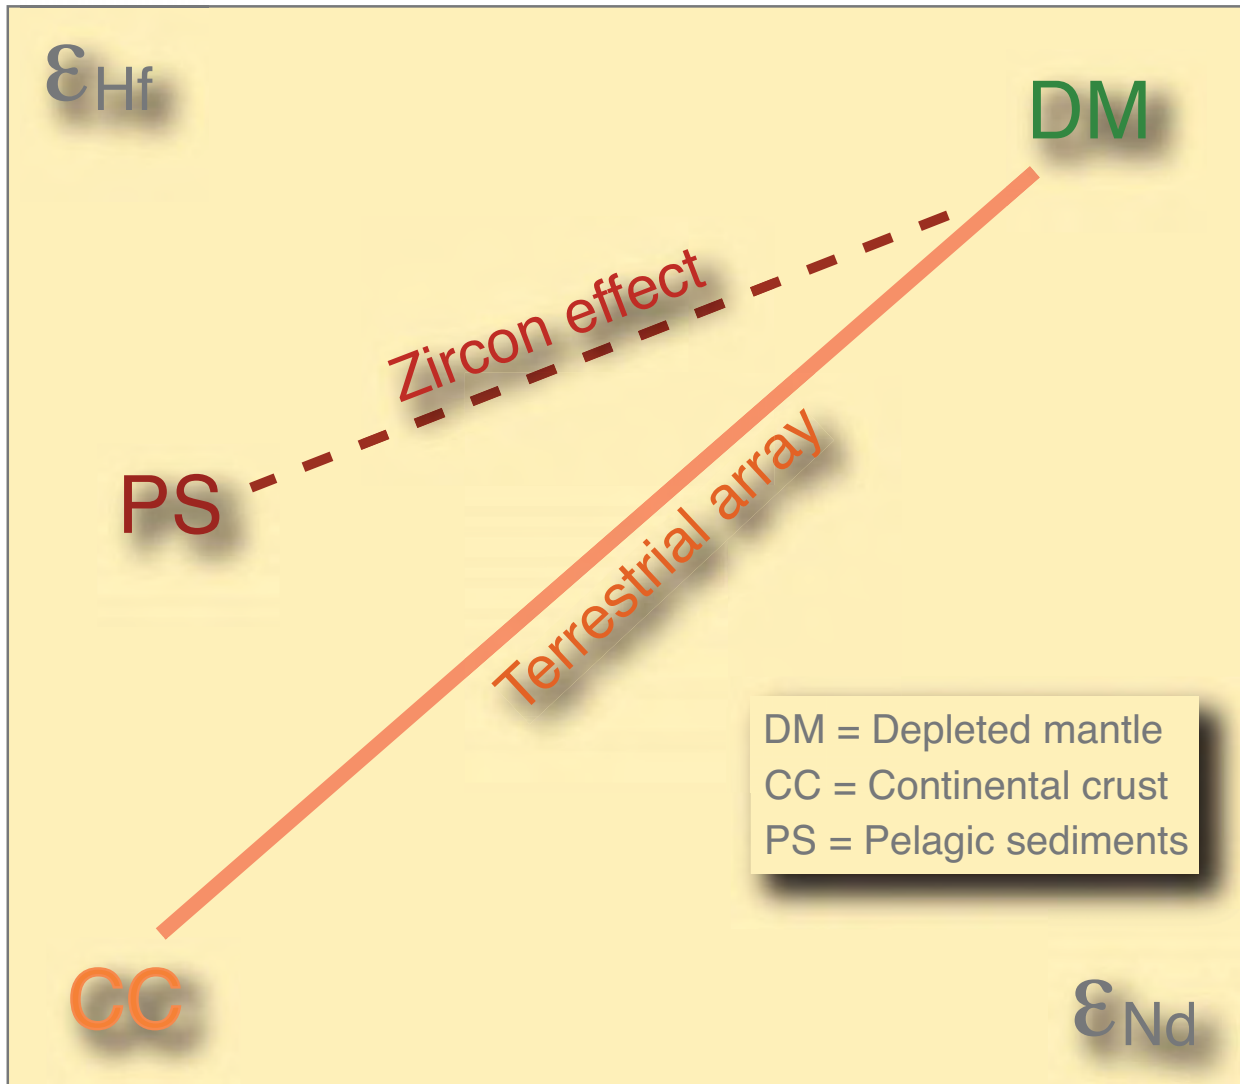 εHf
DM
Zircon effect
PS
Terrestrial array
DM = Depleted mantle
CC = Continental crust
PS = Pelagic sediments
CC
εNd